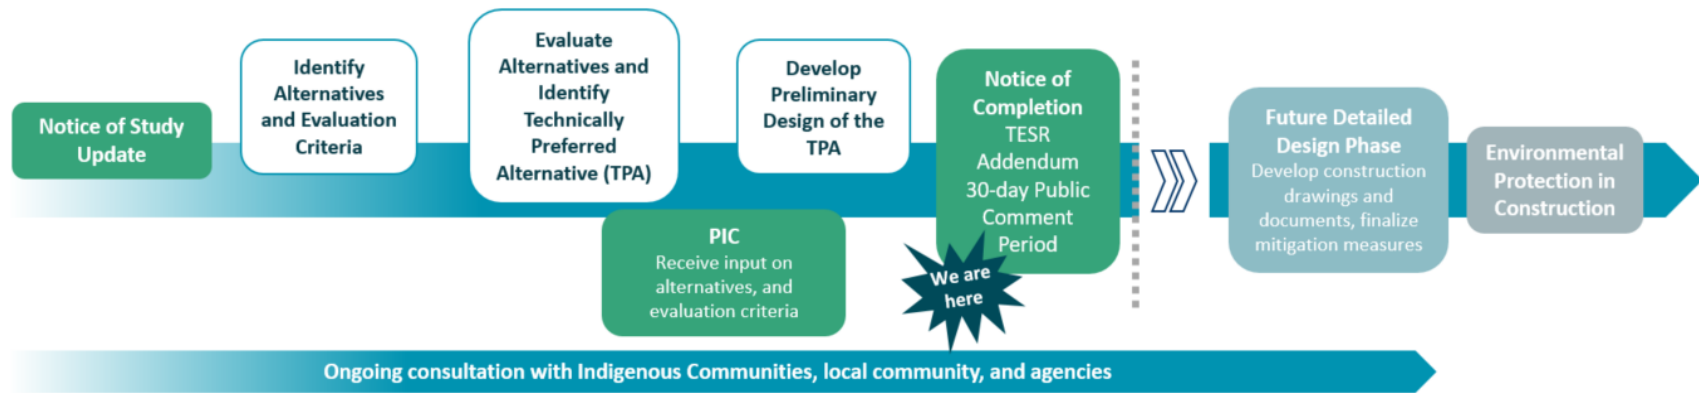 Notice of Study
Update
Identify
Alternatives
and Evaluation
Criteria
Evaluate
Alternatives and
Identify
Technically
Preferred
Alternative (TPA)
PIC
Receive input on
alternatives, and
evaluation criteria
Develop
Preliminary
Design of the
TPA
Notice of
Completion
TESR
Addendum
30-day Public
Comment
Period
We are
here
Future Detailed
Design Phase
Develop construction
drawings and
documents, finalize
mitigation measures
Environmental
Protection in
Construction
Ongoing consultation with Indigenous Communities, local community, and agencies